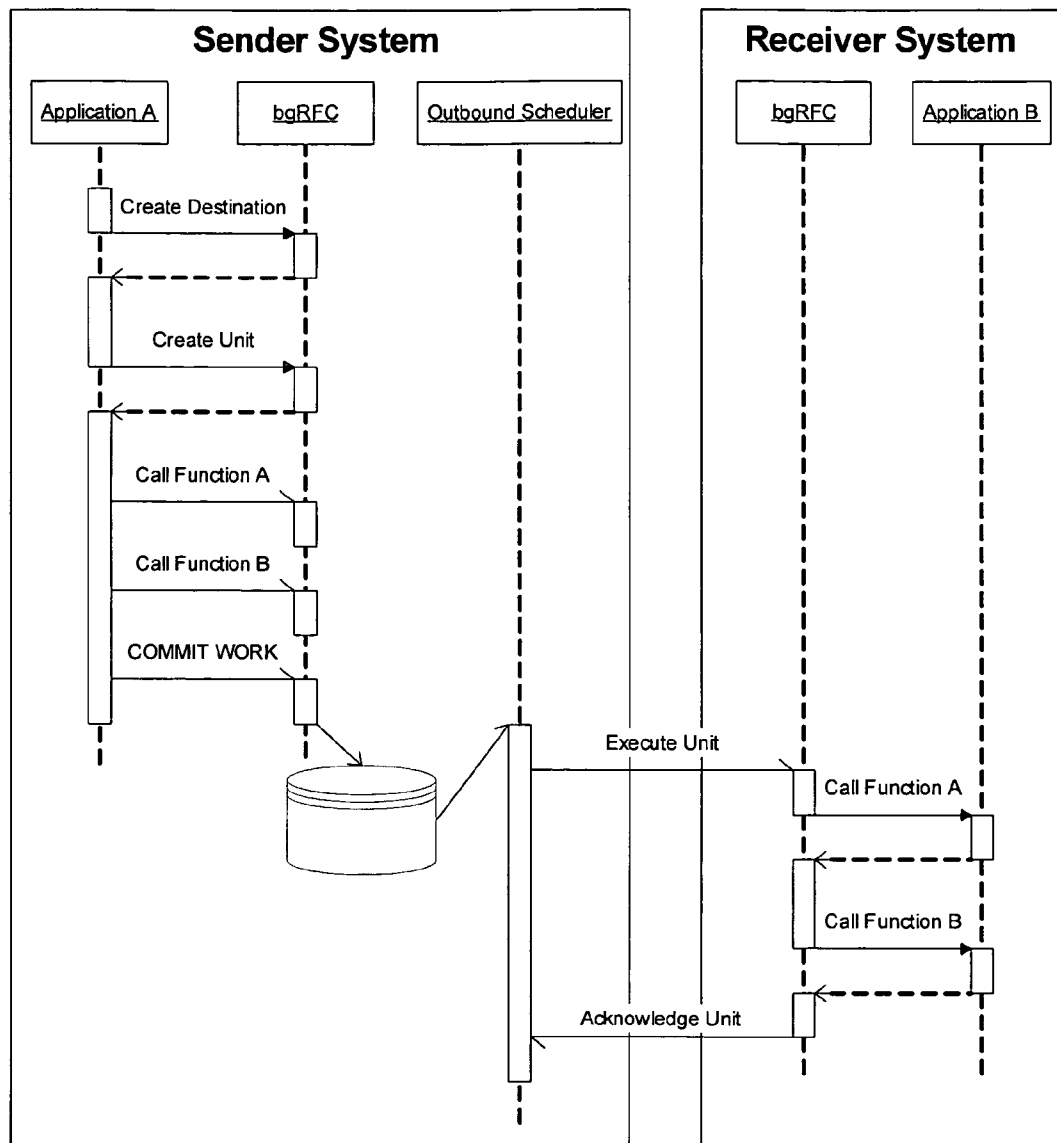 Sender System
Receiver System
Application A
bgRFC
Outbound Scheduler
bgRFC
Application B
Create Destination
Create Unit
Call Function A
Call Function B
COMMIT WORK
Execute Unit
Call Function A
Call Function B
Acknowledge Unit